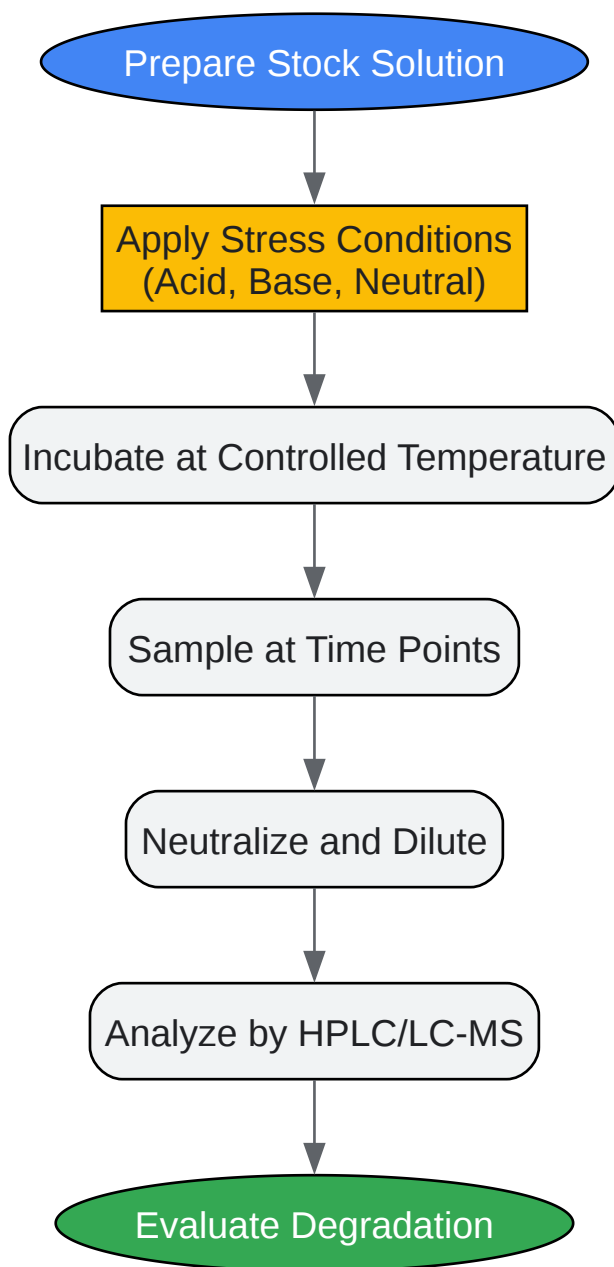 Prepare Stock Solution
Apply Stress Conditions
(Acid, Base, Neutral)
Incubate at Controlled Temperature
Sample at Time Points
Neutralize and Dilute
Analyze by HPLC/LC-MS
Evaluate Degradation